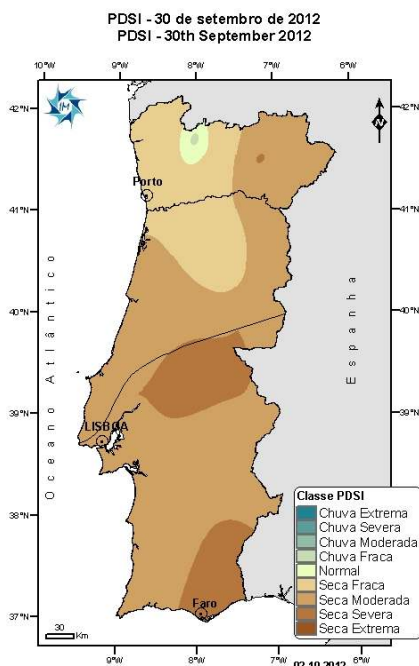 PDSI - 30 de setembro de 2012
PDSI - 30th September 2012
10°W 9°W 8°W 7°W 6°W
42°N 42°N
IM
N
Porto
41°N 41°N
Oceano Atlântico
Espanha
40°N 40°N
39°N 39°N
LISBOA
38°N
Classe PDSI
Chuva Extrema
Chuva Severa
Chuva Moderada
Chuva Fraca
Normal
Seca Fraca
Seca Moderada
Seca Severa
Seca Extrema
Faro
37°N
30
Km
02.10.2012
9°W 8°W 7°W 6°W